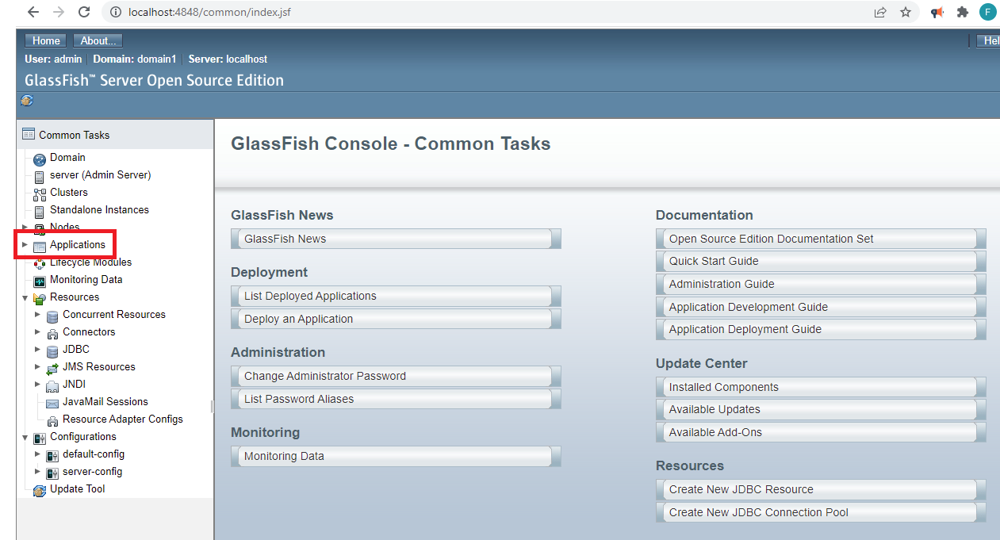 localhost:4848/common/index.jsf
F
Home About...
Hel
User: admin Domain: domain1 Server: localhost
GlassFish™ Server Open Source Edition
Common Tasks
Domain
server (Admin Server)
Clusters
Standalone Instances
Nodes
Applications
Lifecycle Modules
Monitoring Data
Resources
Concurrent Resources
Connectors
JDBC
JMS Resources
JNDI
JavaMail Sessions
Resource Adapter Configs
Configurations
default-config
server-config
Update Tool
GlassFish Console - Common Tasks
GlassFish News
GlassFish News
Deployment
List Deployed Applications
Deploy an Application
Administration
Change Administrator Password
List Password Aliases
Monitoring
Monitoring Data
Documentation
Open Source Edition Documentation Set
Quick Start Guide
Administration Guide
Application Development Guide
Application Deployment Guide
Update Center
Installed Components
Available Updates
Available Add-Ons
Resources
Create New JDBC Resource
Create New JDBC Connection Pool